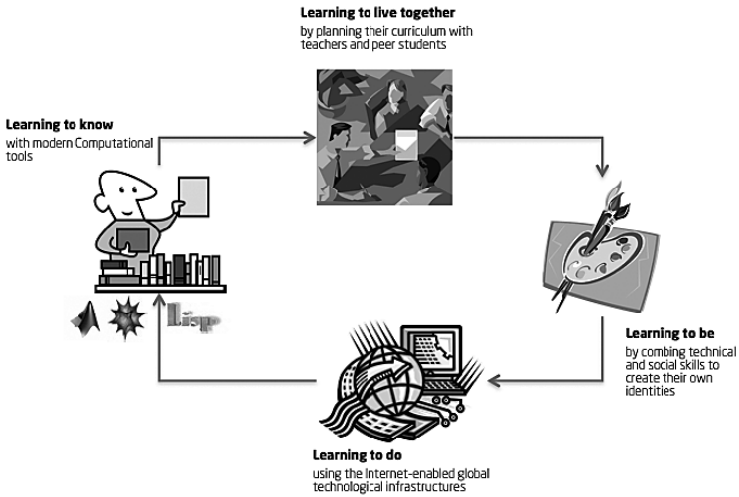 Learning to live together
by planning their curriculum with
teachers and peer students
Learning to know
with modern Computational
tools
Lisp
Learning to be
by combing technical
and social skills to
create their own
identities
Learning to do
using the Internet-enabled global
technological infrastructures